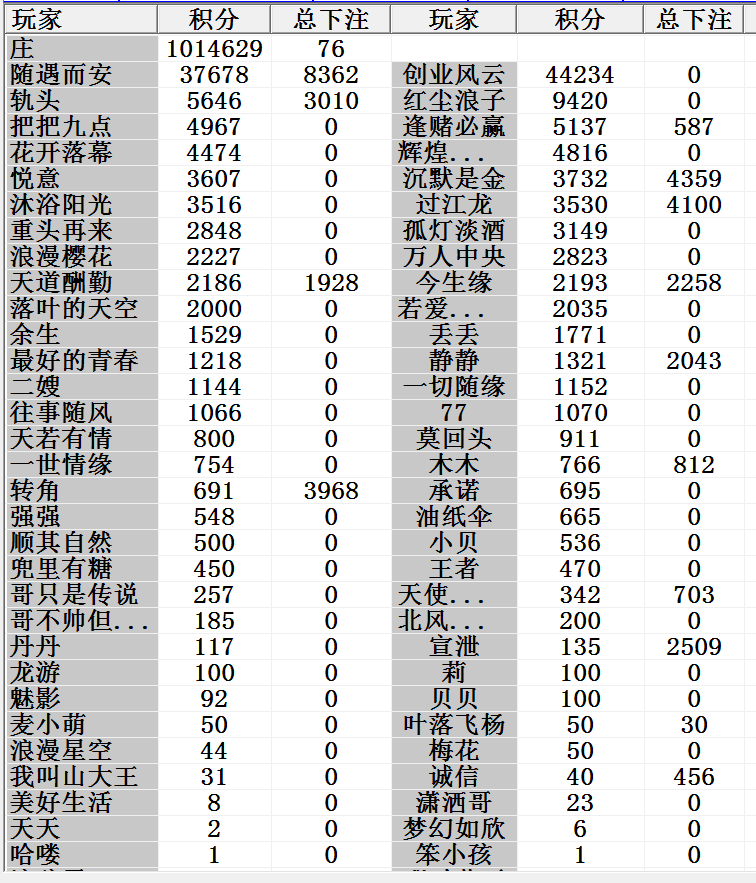 玩家 积分 总下注 玩家 积分 总下注
庄 1014629 76
随遇而安 37678 8362 创业风云 44234 0
轨头 5646 3010 红尘浪子 9420 0
把把九点 4967 0 逢赌必赢 5137 587
花开落幕 4474 0 辉煌... 4816 0
悦意 3607 0 沉默是金 3732 4359
沐浴阳光 3516 0 过江龙 3530 4100
重头再来 2848 0 孤灯淡酒 3149 0
浪漫樱花 2227 0 万人中央 2823 0
天道酬勤 2186 1928 今生缘 2193 2258
落叶的天空 2000 0 若爱... 2035 0
余生 1529 0 丢丢 1771 0
最好的青春 1218 0 静静 1321 2043
二嫂 1144 0 一切随缘 1152 0
往事随风 1066 0 77 1070 0
天若有情 800 0 莫回头 911 0
一世情缘 754 0 木木 766 812
转角 691 3968 承诺 695 0
强强 548 0 油纸伞 665 0
顺其自然 500 0 小贝 536 0
兜里有糖 450 0 王者 470 0
哥只是传说 257 0 天使... 342 703
哥不帅但... 185 0 北风... 200 0
丹丹 117 0 宣泄 135 2509
龙游 100 0 莉 100 0
魅影 92 0 贝贝 100 0
麦小萌 50 0 叶落飞杨 50 30
浪漫星空 44 0 梅花 50 0
我叫山大王 31 0 诚信 40 456
美好生活 8 0 潇洒哥 23 0
天天 2 0 梦幻如欣 6 0
哈喽 1 0 笨小孩 1 0